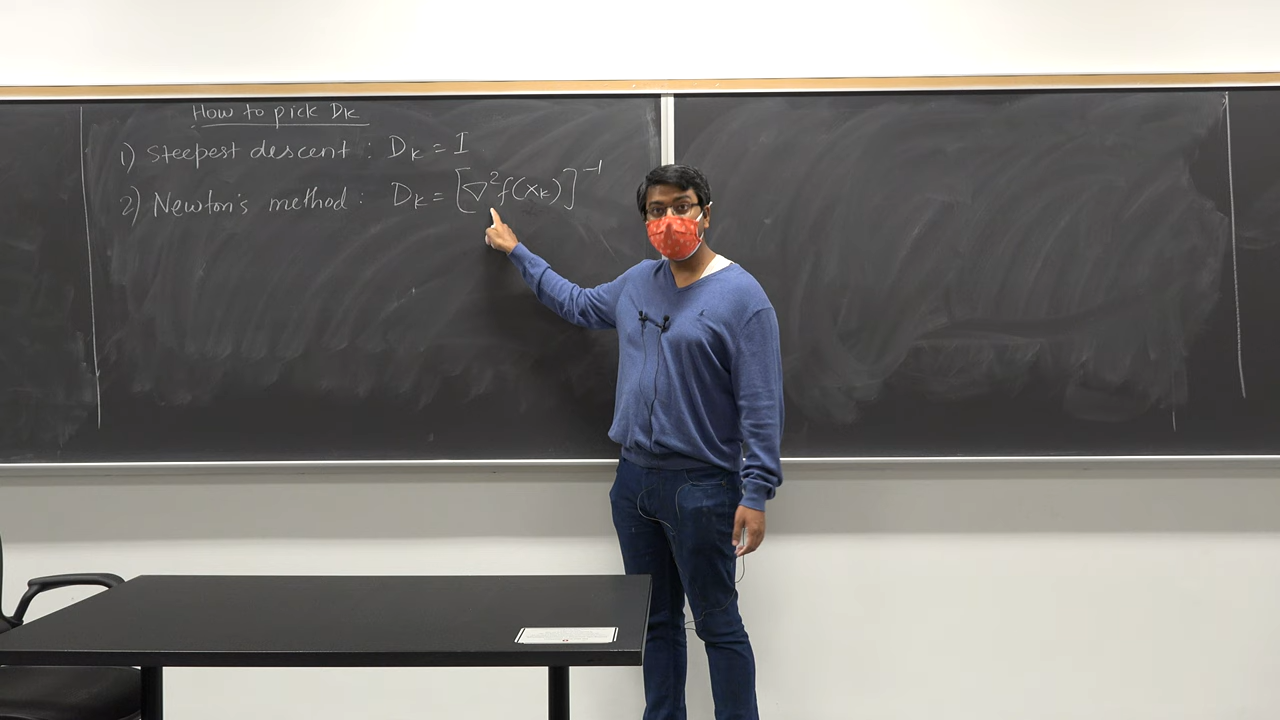 How to pick Dₖ
1) Steepest descent : Dₖ = I
2) Newton's method : Dₖ = [∇²f(xₖ)]⁻¹